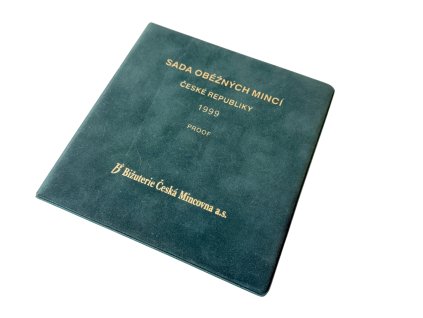 SADA OBĚŽNÝCH MINCÍ
ČESKÉ REPUBLIKY
1999
PROOF
Bižuterie Česká Mincovna a.s.